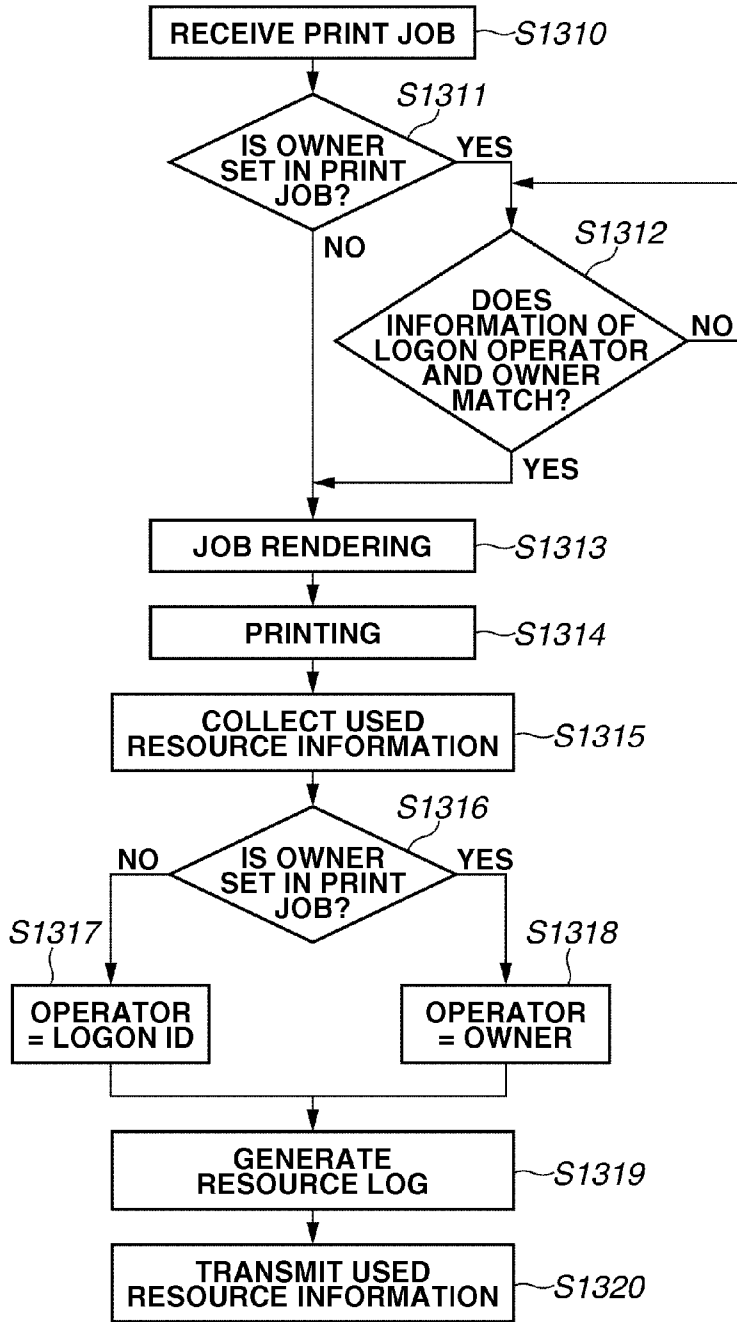 RECEIVE PRINT JOB
S1310
S1311
IS OWNER
SET IN PRINT
JOB?
YES
NO
S1312
DOES
INFORMATION OF
LOGON OPERATOR
AND OWNER
MATCH?
NO
YES
JOB RENDERING
S1313
PRINTING
S1314
COLLECT USED
RESOURCE INFORMATION
S1315
S1316
IS OWNER
SET IN PRINT
JOB?
NO
YES
S1317
OPERATOR
= LOGON ID
S1318
OPERATOR
= OWNER
GENERATE
RESOURCE LOG
S1319
TRANSMIT USED
RESOURCE INFORMATION
S1320